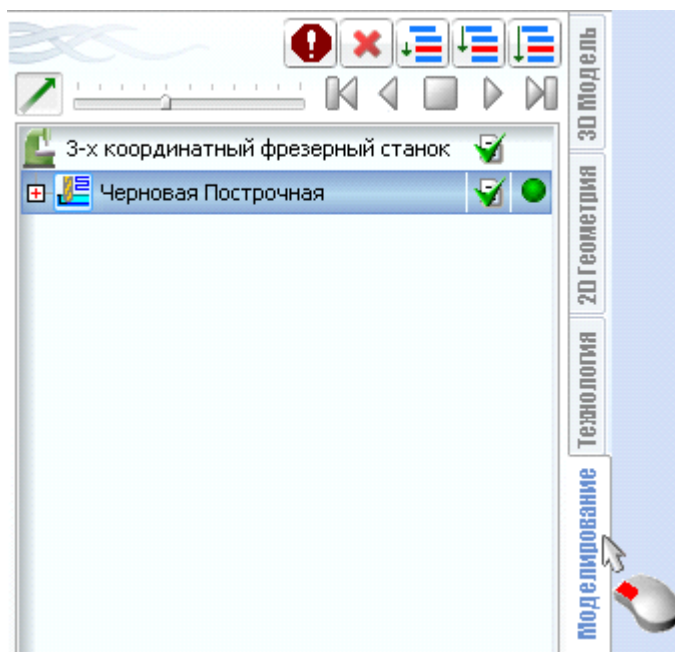 3-х координатный фрезерный станок
Черновая Построчная
3D Модель
2D Геометрия
Технология
Моделирование